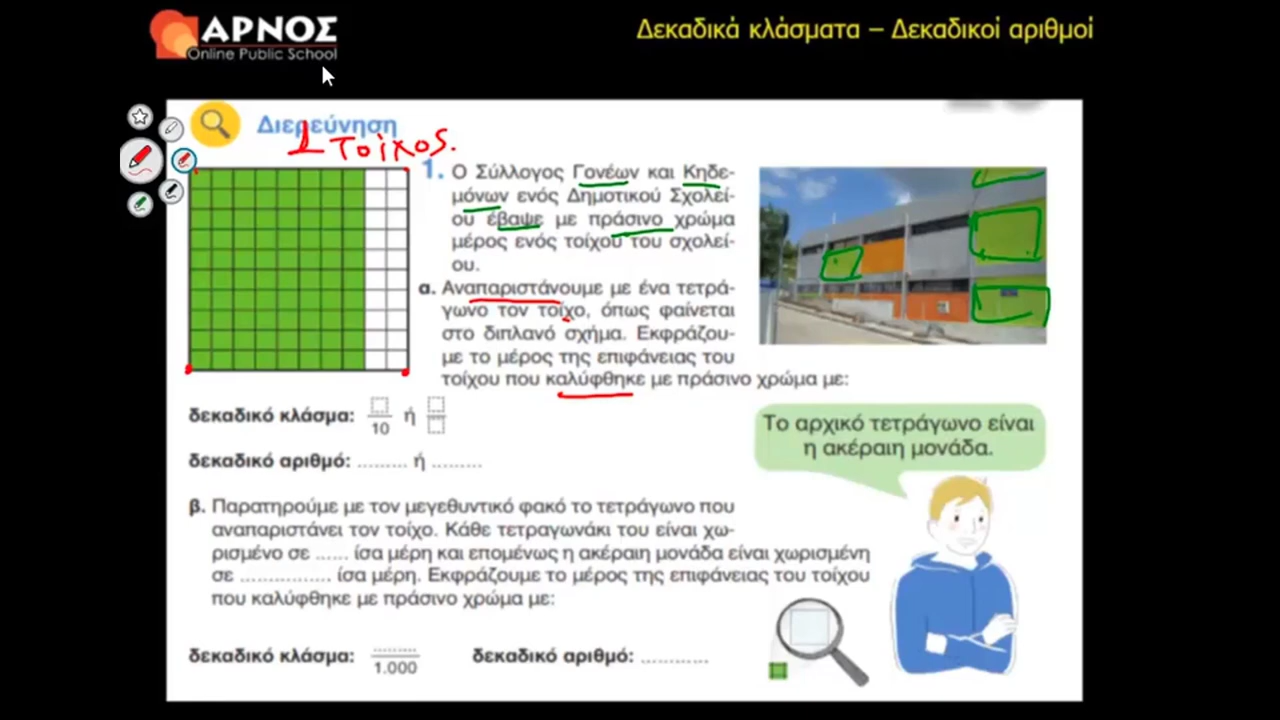 ΑΡΝΟΣ
Online Public School
Δεκαδικά κλάσματα – Δεκαδικοί αριθμοί
Διερεύνηση
1 τοίχος.
1. Ο Σύλλογος Γονέων και Κηδε-
μόνων ενός Δημοτικού Σχολεί-
ου έβαψε με πράσινο χρώμα
μέρος ενός τοίχου του σχολεί-
ου.
α. Αναπαριστάνουμε με ένα τετρά-
γωνο τον τοίχο, όπως φαίνεται
στο διπλανό σχήμα. Εκφράζου-
με το μέρος της επιφάνειας του
τοίχου που καλύφθηκε με πράσινο χρώμα με:
δεκαδικό κλάσμα: □/10 ή □/□
δεκαδικό αριθμό: ......... ή .........
Το αρχικό τετράγωνο είναι
η ακέραιη μονάδα.
β. Παρατηρούμε με τον μεγεθυντικό φακό το τετράγωνο που
αναπαριστάνει τον τοίχο. Κάθε τετραγωνάκι του είναι χω-
ρισμένο σε ...... ίσα μέρη και επομένως η ακέραιη μονάδα είναι χωρισμένη
σε ................ ίσα μέρη. Εκφράζουμε το μέρος της επιφάνειας του τοίχου
που καλύφθηκε με πράσινο χρώμα με:
δεκαδικό κλάσμα: ........./1.000 δεκαδικό αριθμό: ............